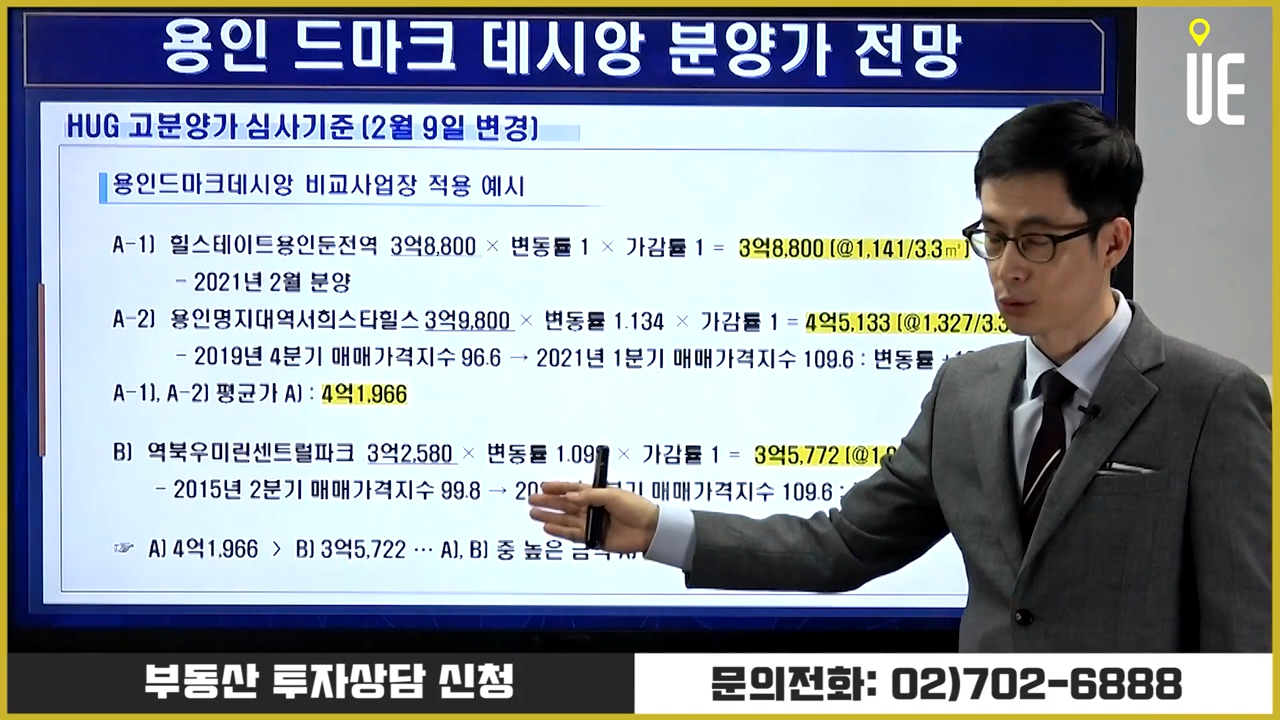 용인 드마크 데시앙 분양가 전망
UE
HUG 고분양가 심사기준 (2월 9일 변경)
용인드마크데시앙 비교사업장 적용 예시
A-1) 힐스테이트용인둔전역 3억8,800 × 변동률 1 × 가감률 1 = 3억8,800 (@1,141/3.3㎡)
- 2021년 2월 분양
A-2) 용인명지대역서희스타힐스 3억9,800 × 변동률 1.134 × 가감률 1 = 4억5,133 (@1,327/3.3
- 2019년 4분기 매매가격지수 96.6 → 2021년 1분기 매매가격지수 109.6 : 변동률
A-1), A-2) 평균가 A) : 4억1,966
B) 역북우미린센트럴파크 3억2,580 × 변동률 1.09 × 가감률 1 = 3억5,772 (@1,
- 2015년 2분기 매매가격지수 99.8 → 매매가격지수 109.6 :
☞ A) 4억1,966 > B) 3억5,722 … A), B) 중 높은 금액
부동산 투자상담 신청
문의전화: 02)702-6888